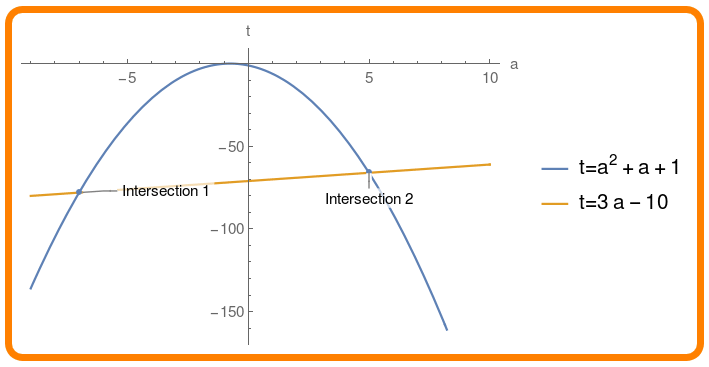 t
a
−5
5
10
−50
−100
−150
Intersection 1
Intersection 2
t=a² + a + 1
t=3 a − 10